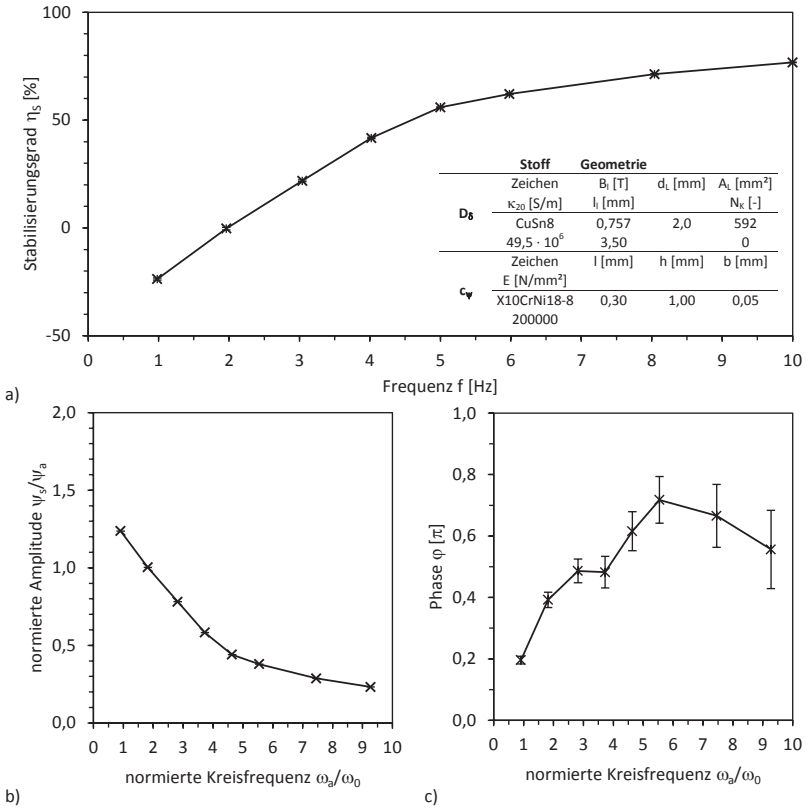 100
50
0
-50
Stabilisierungsgrad ηS [%]
0 1 2 3 4 5 6 7 8 9 10
Frequenz f [Hz]
Stoff Geometrie
Zeichen Bl [T] dL [mm] AL [mm²]
κ20 [S/m] ll [mm] NK [-]
Dδ
CuSn8 0,757 2,0 592
49,5 · 10⁶ 3,50 0
Zeichen l [mm] h [mm] b [mm]
E [N/mm²]
cψ
X10CrNi18-8 0,30 1,00 0,05
200000
a)
2,0
1,5
1,0
0,5
0,0
normierte Amplitude ψs/ψa
0 1 2 3 4 5 6 7 8 9 10
normierte Kreisfrequenz ωa/ω0
b)
1,0
0,8
0,6
0,4
0,2
0,0
Phase φ [π]
0 1 2 3 4 5 6 7 8 9 10
normierte Kreisfrequenz ωa/ω0
c)